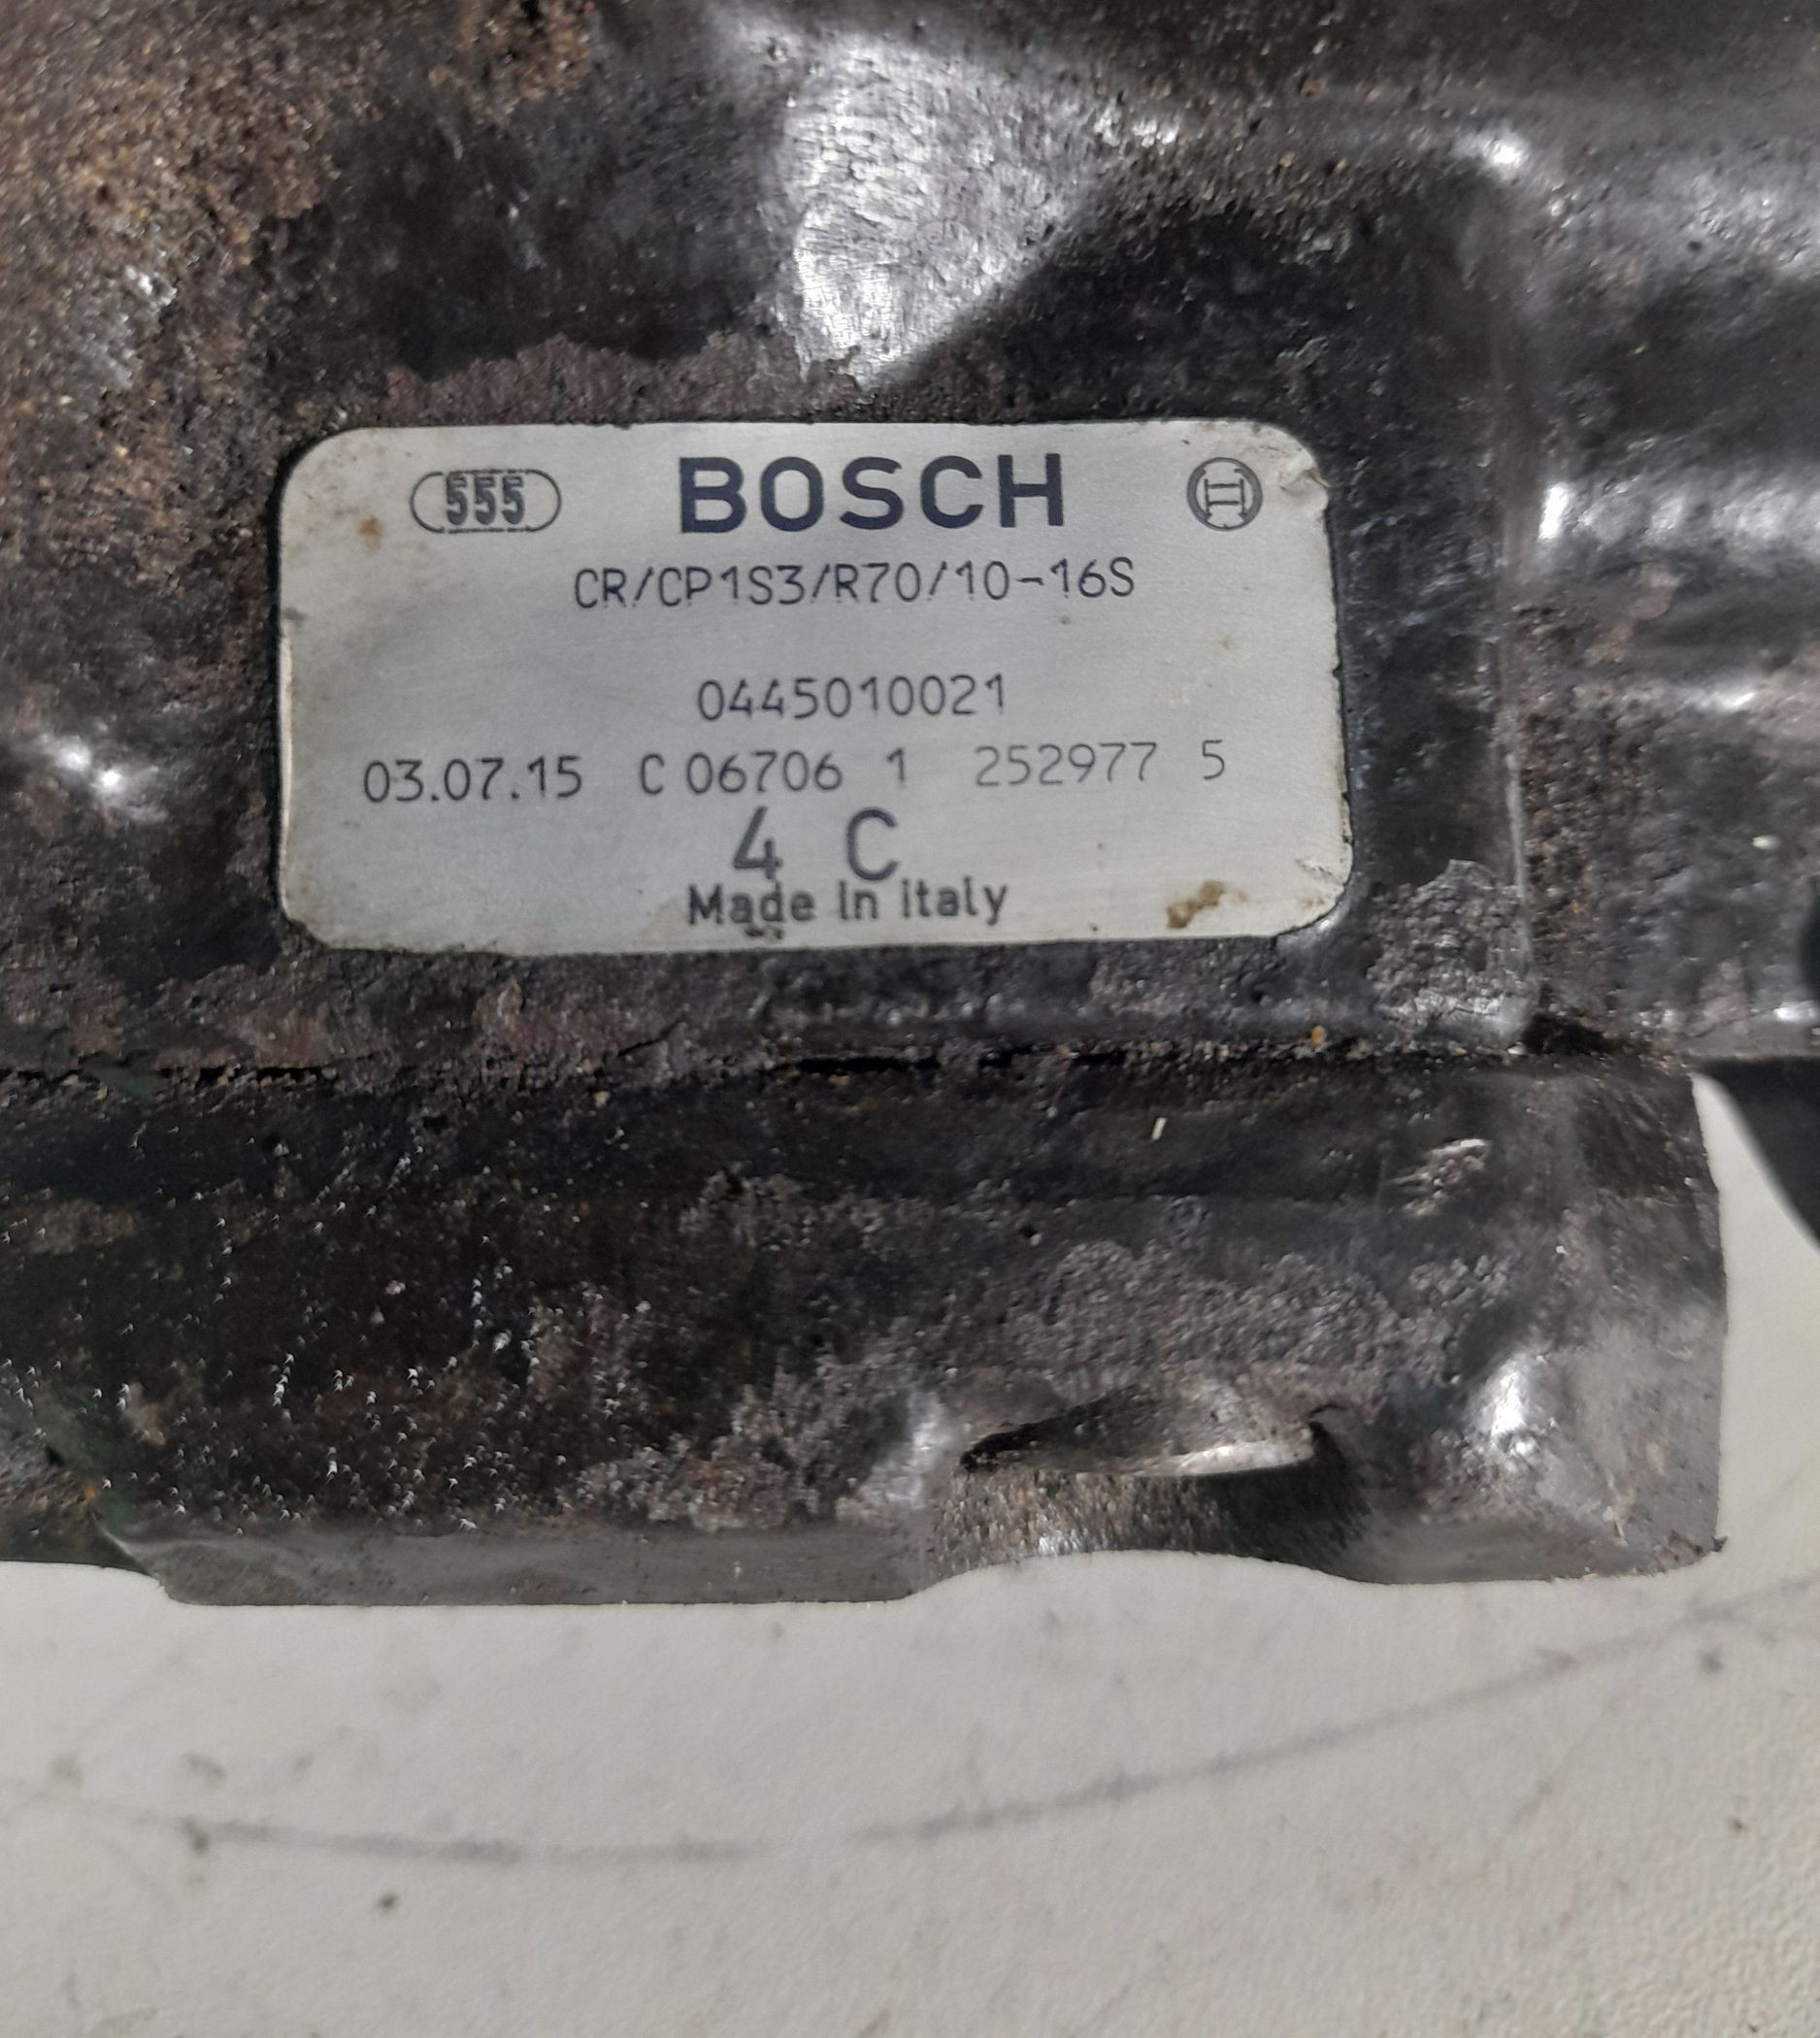 555 BOSCH
CR/CP1S3/R70/10-16S
0445010021
03.07.15 C 06706 1 252977 5
4 C
Made in italy